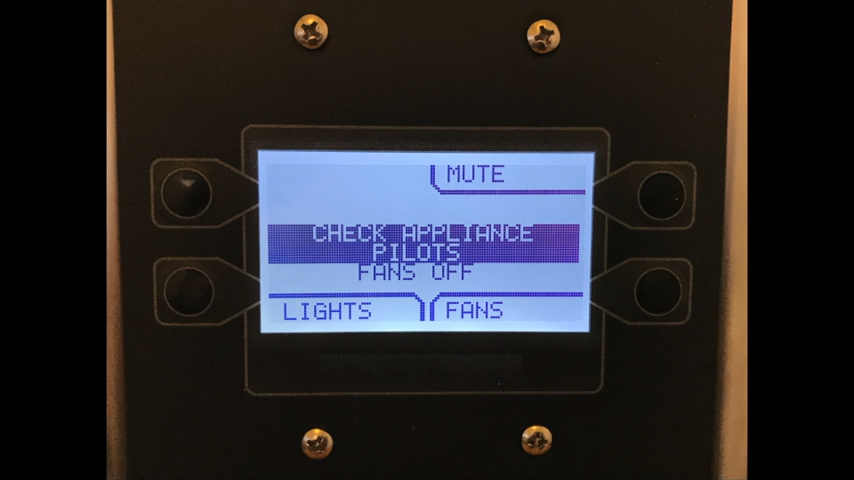 MUTE
CHECK APPLIANCE
PILOTS
FANS OFF
LIGHTS
FANS